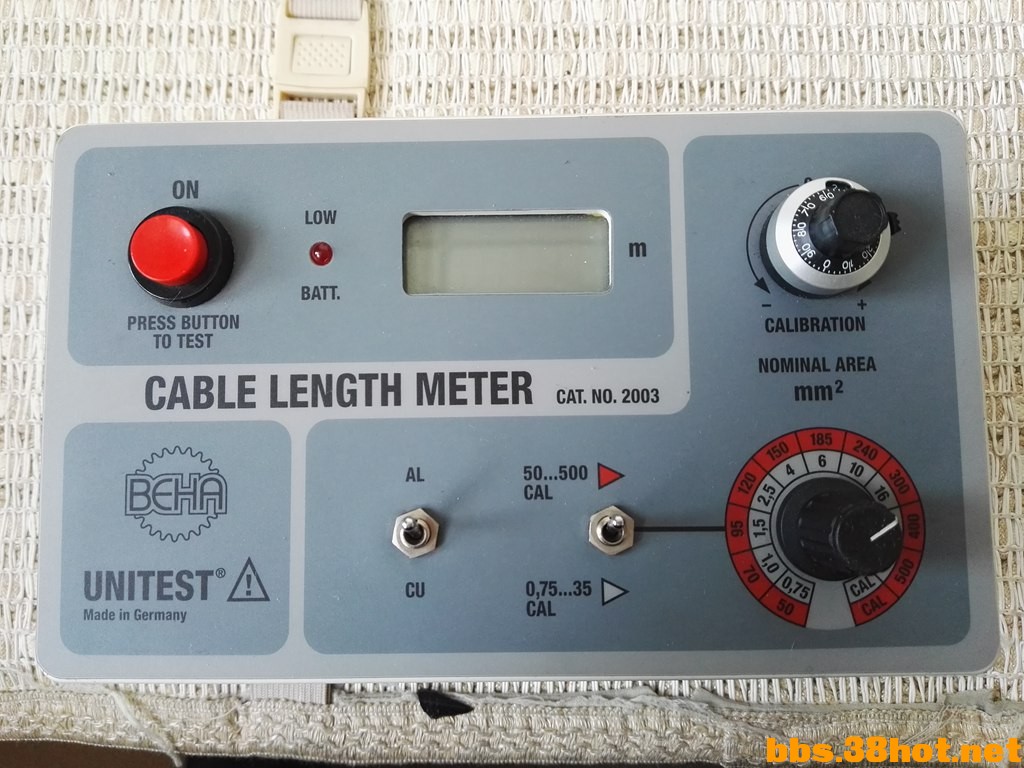 ON
PRESS BUTTON
TO TEST
LOW
BATT.
m
CALIBRATION
- +
CABLE LENGTH METER CAT. NO. 2003
NOMINAL AREA
mm²
BEHA
UNITEST®
Made in Germany
AL
CU
50...500
CAL
0,75...35
CAL
50 70 95 120 150 185 240 300 400 500 CAL
0,75 1,0 1,5 2,5 4 6 10 16 CAL
bbs.38hot.net